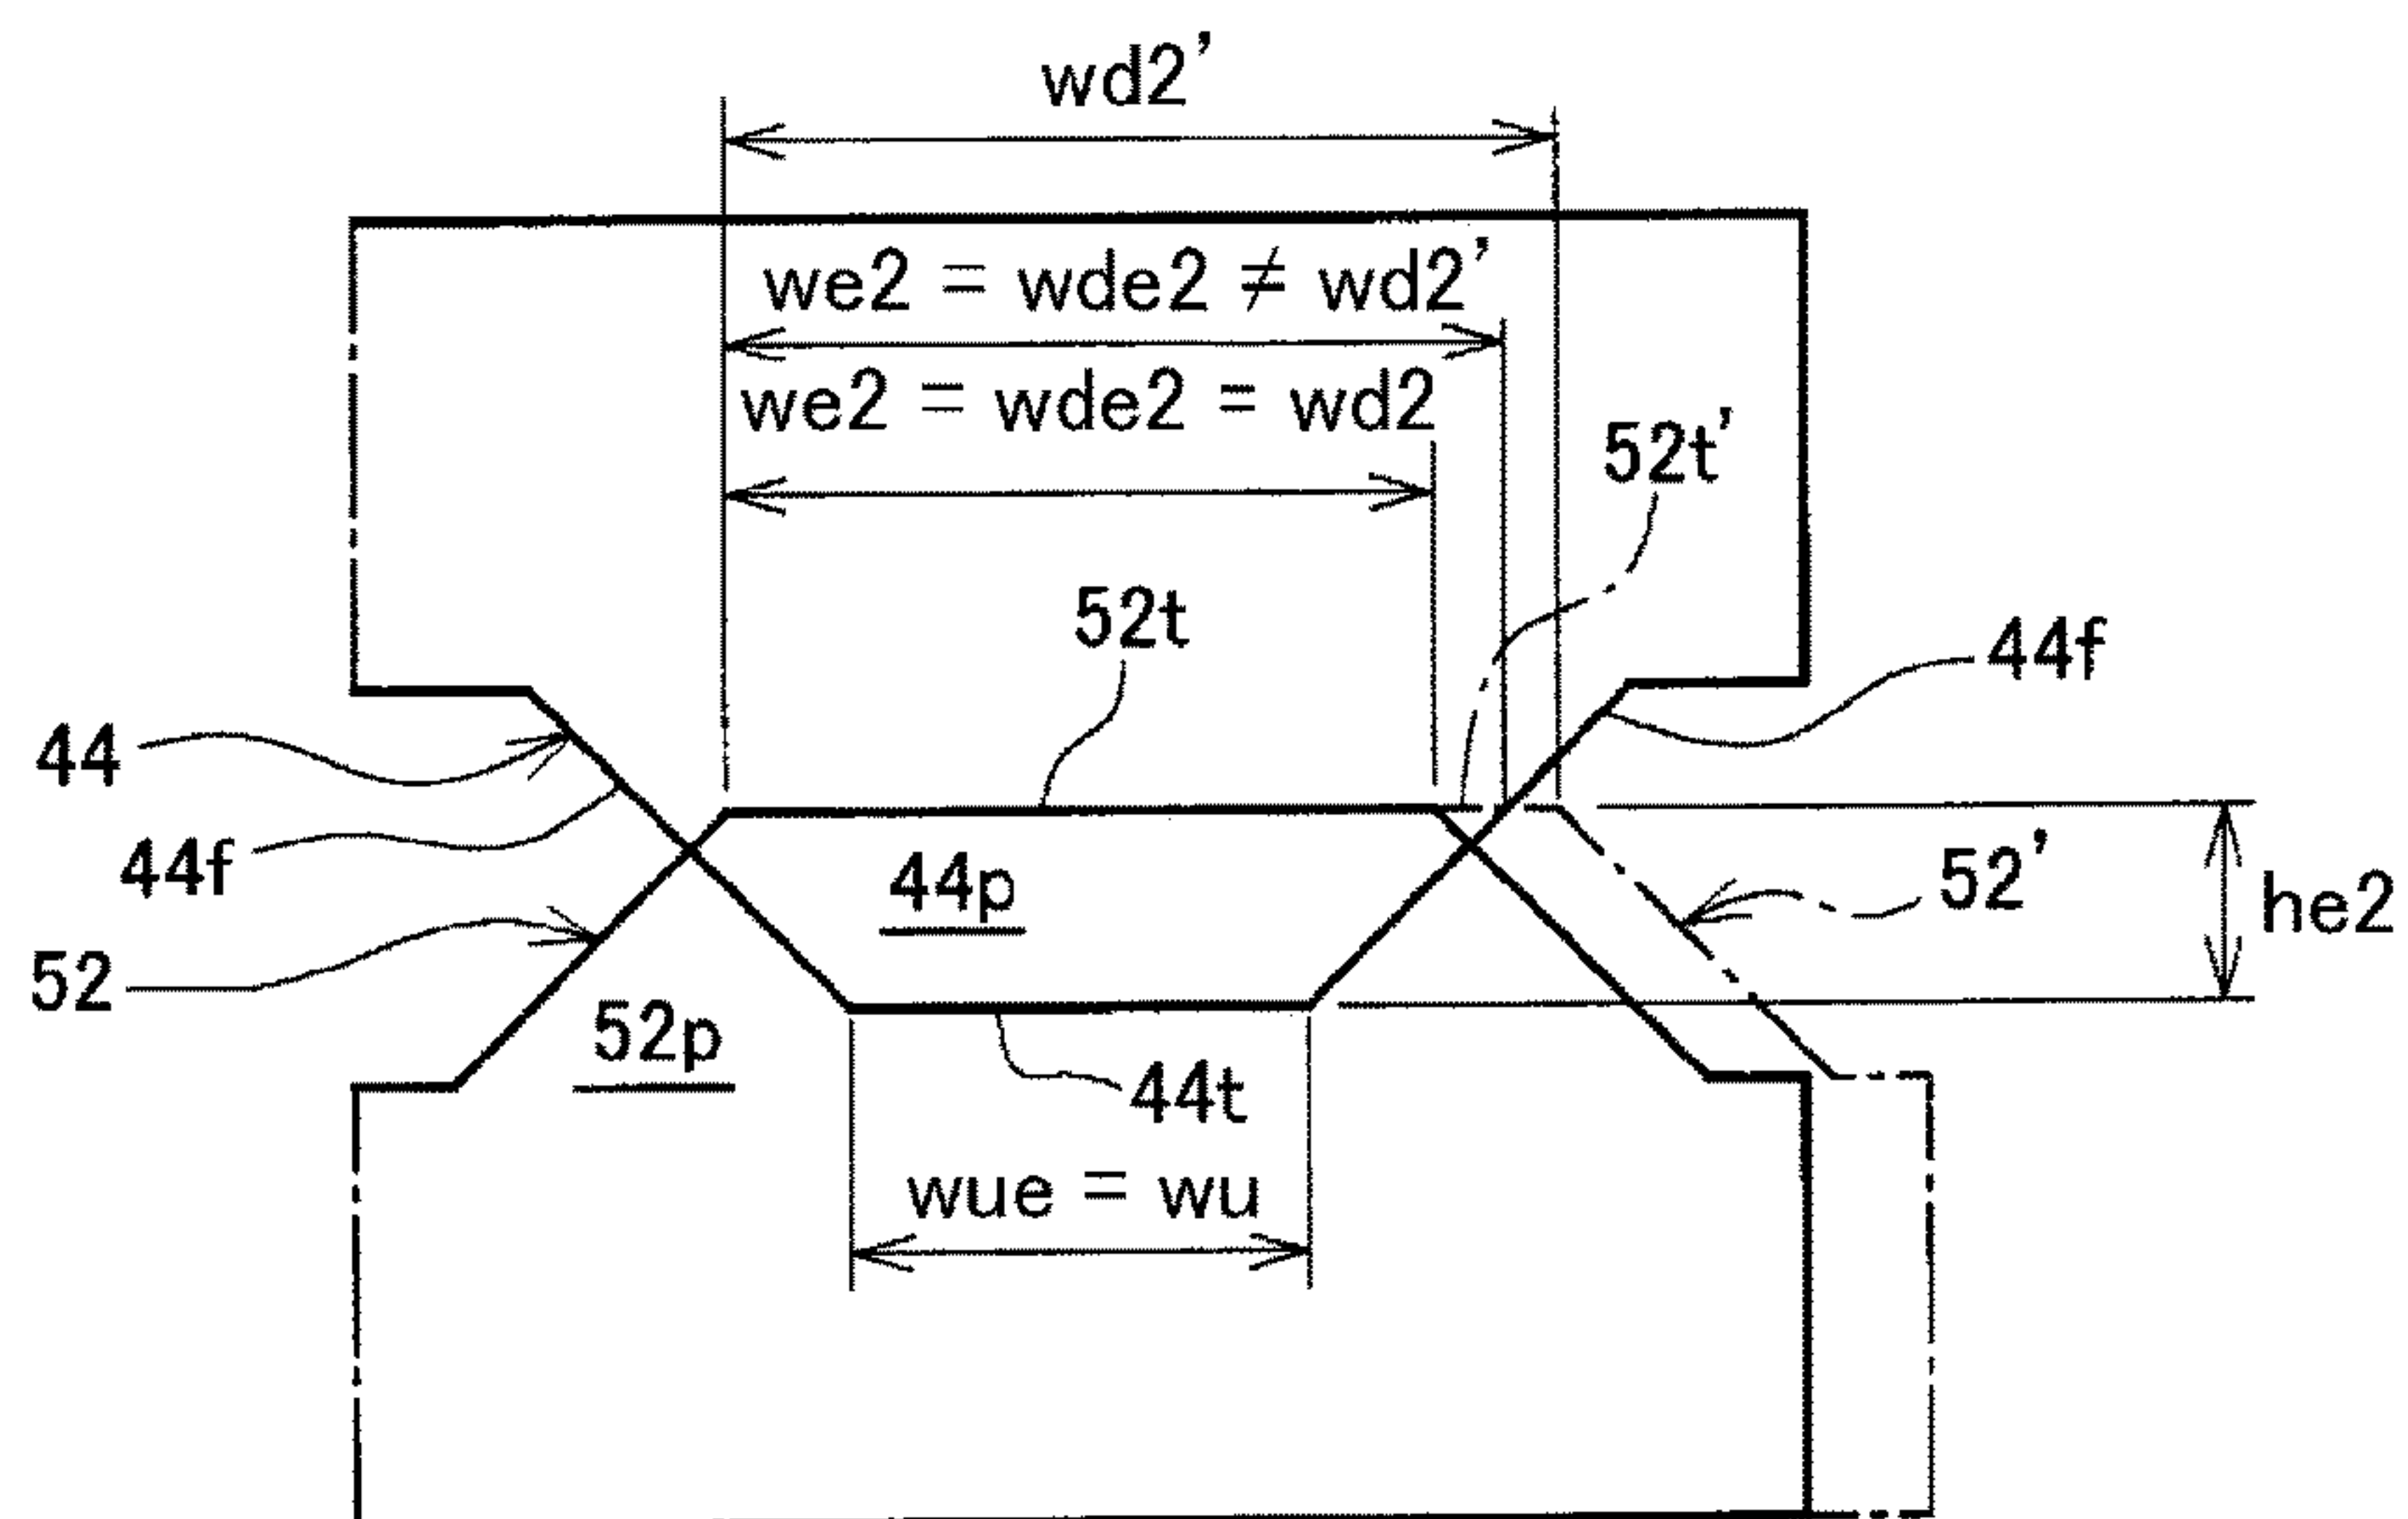 wd2'
we2 = wde2 ≠ wd2'
we2 = wde2 = wd2
52t'
52t
44f
44
44f
44p
52'
he2
52
52p
44t
wue = wu